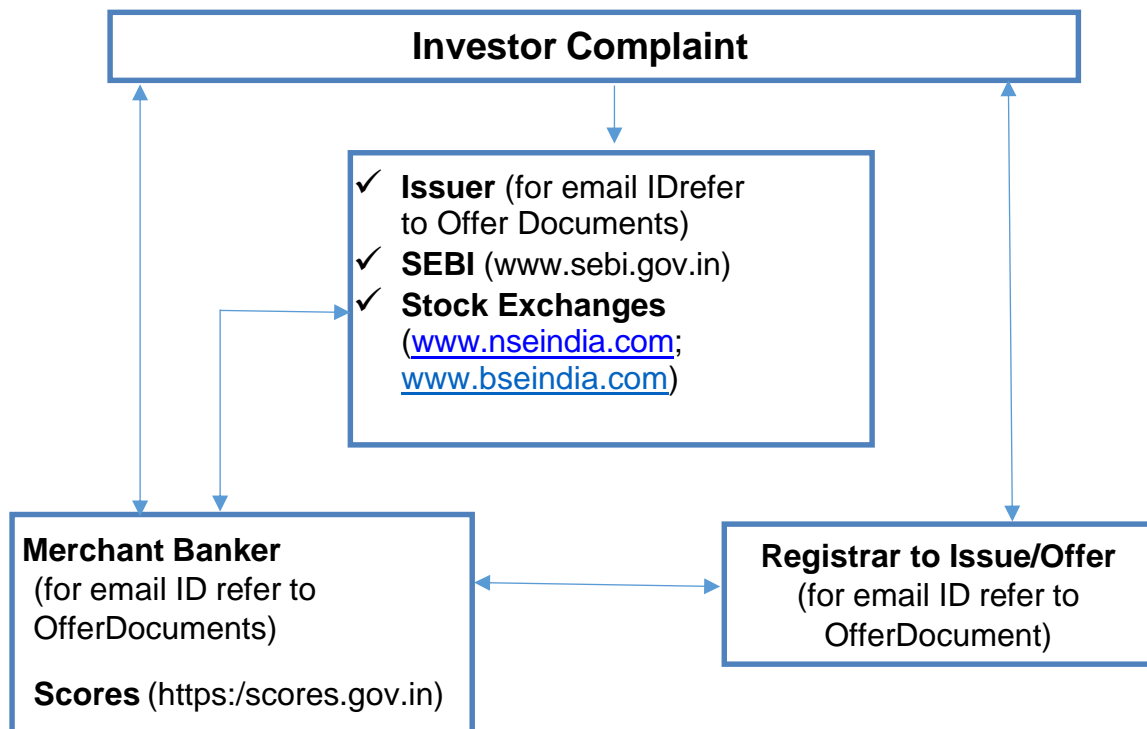 Investor Complaint
✓ Issuer (for email IDrefer
to Offer Documents)
✓ SEBI (www.sebi.gov.in)
✓ Stock Exchanges
(www.nseindia.com;
www.bseindia.com)
Merchant Banker
(for email ID refer to
OfferDocuments)
Scores (https:/scores.gov.in)
Registrar to Issue/Offer
(for email ID refer to
OfferDocument)